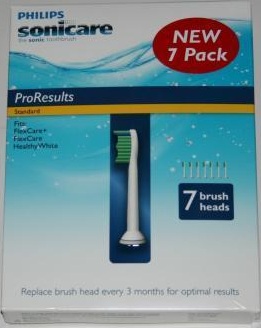 PHILIPS
sonicare
the sonic toothbrush
NEW
7 Pack
ProResults
Standard
Fits:
FlexCare+
FlexCare
HealthyWhite
7 brush
heads
Replace brush head every 3 months for optimal results